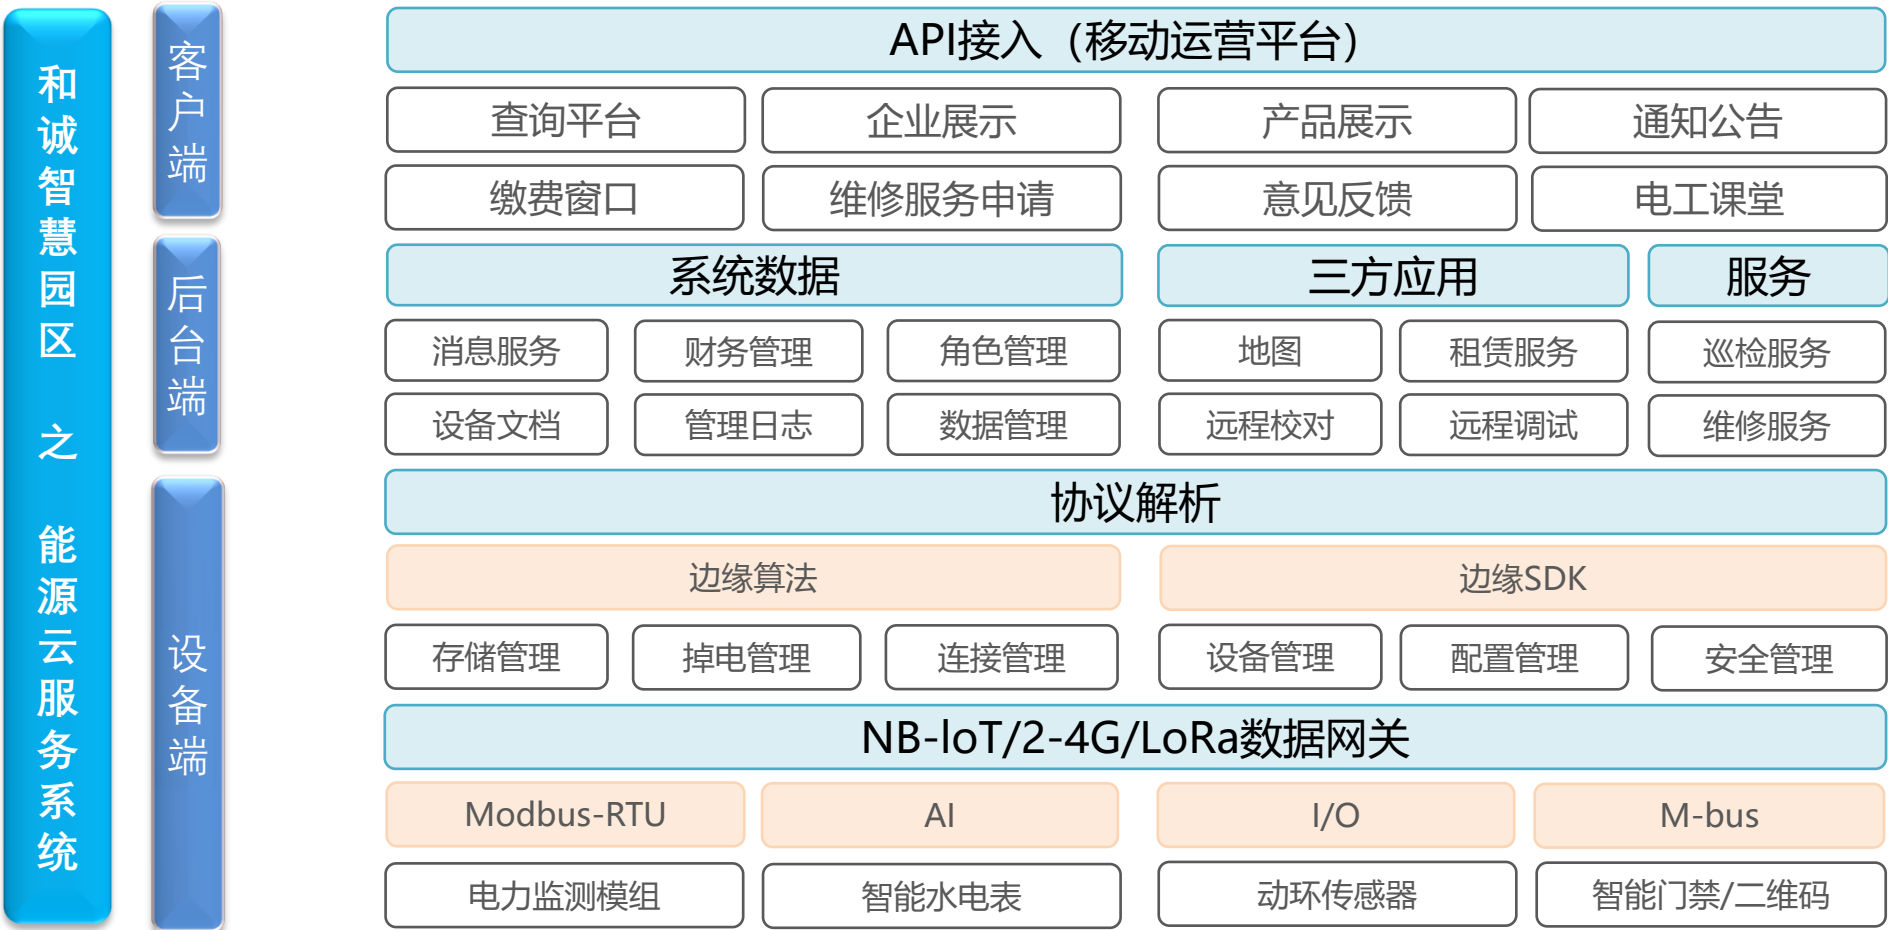 和诚智慧园区 之 能源云服务系统
客户端
API接入（移动运营平台）
查询平台 企业展示 产品展示 通知公告
缴费窗口 维修服务申请 意见反馈 电工课堂
后台端
系统数据 三方应用 服务
消息服务 财务管理 角色管理 地图 租赁服务 巡检服务
设备文档 管理日志 数据管理 远程校对 远程调试 维修服务
设备端
协议解析
边缘算法 边缘SDK
存储管理 掉电管理 连接管理 设备管理 配置管理 安全管理
NB-loT/2-4G/LoRa数据网关
Modbus-RTU AI I/O M-bus
电力监测模组 智能水电表 动环传感器 智能门禁/二维码